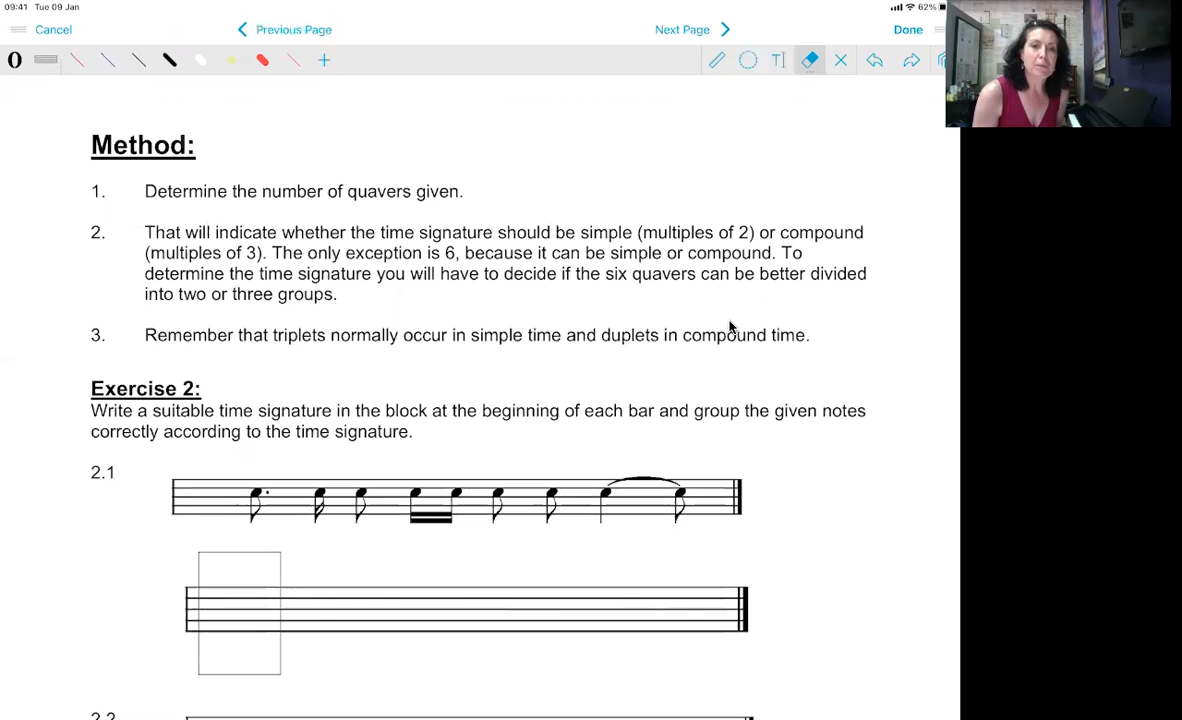 09:41 Tue 09 Jan 62%
Cancel Previous Page Next Page Done
0 T
Method:
1. Determine the number of quavers given.
2. That will indicate whether the time signature should be simple (multiples of 2) or compound
(multiples of 3). The only exception is 6, because it can be simple or compound. To
determine the time signature you will have to decide if the six quavers can be better divided
into two or three groups.
3. Remember that triplets normally occur in simple time and duplets in compound time.
Exercise 2:
Write a suitable time signature in the block at the beginning of each bar and group the given notes
correctly according to the time signature.
2.1
2.2